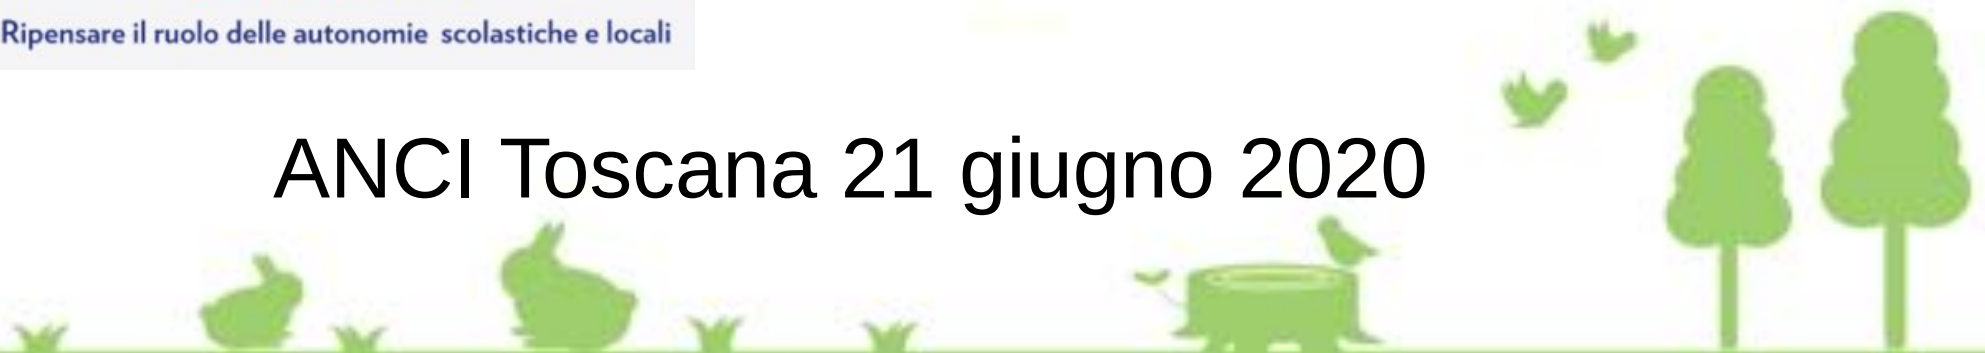 Ripensare il ruolo delle autonomie scolastiche e locali
ANCI Toscana 21 giugno 2020